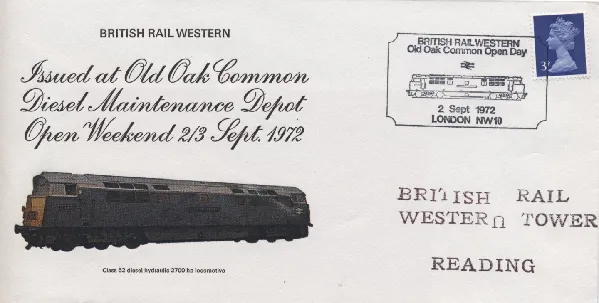 BRITISH RAIL WESTERN
Issued at Old Oak Common
Diesel Maintenance Depot
Open Weekend 2/3 Sept. 1972
Class 52 diesel hydraulic 2700 hp locomotive
BRITISH RAIL WESTERN
Old Oak Common Open Day
2 Sept 1972
LONDON NW10
BRITISH RAIL
WESTERN TOWER
READING